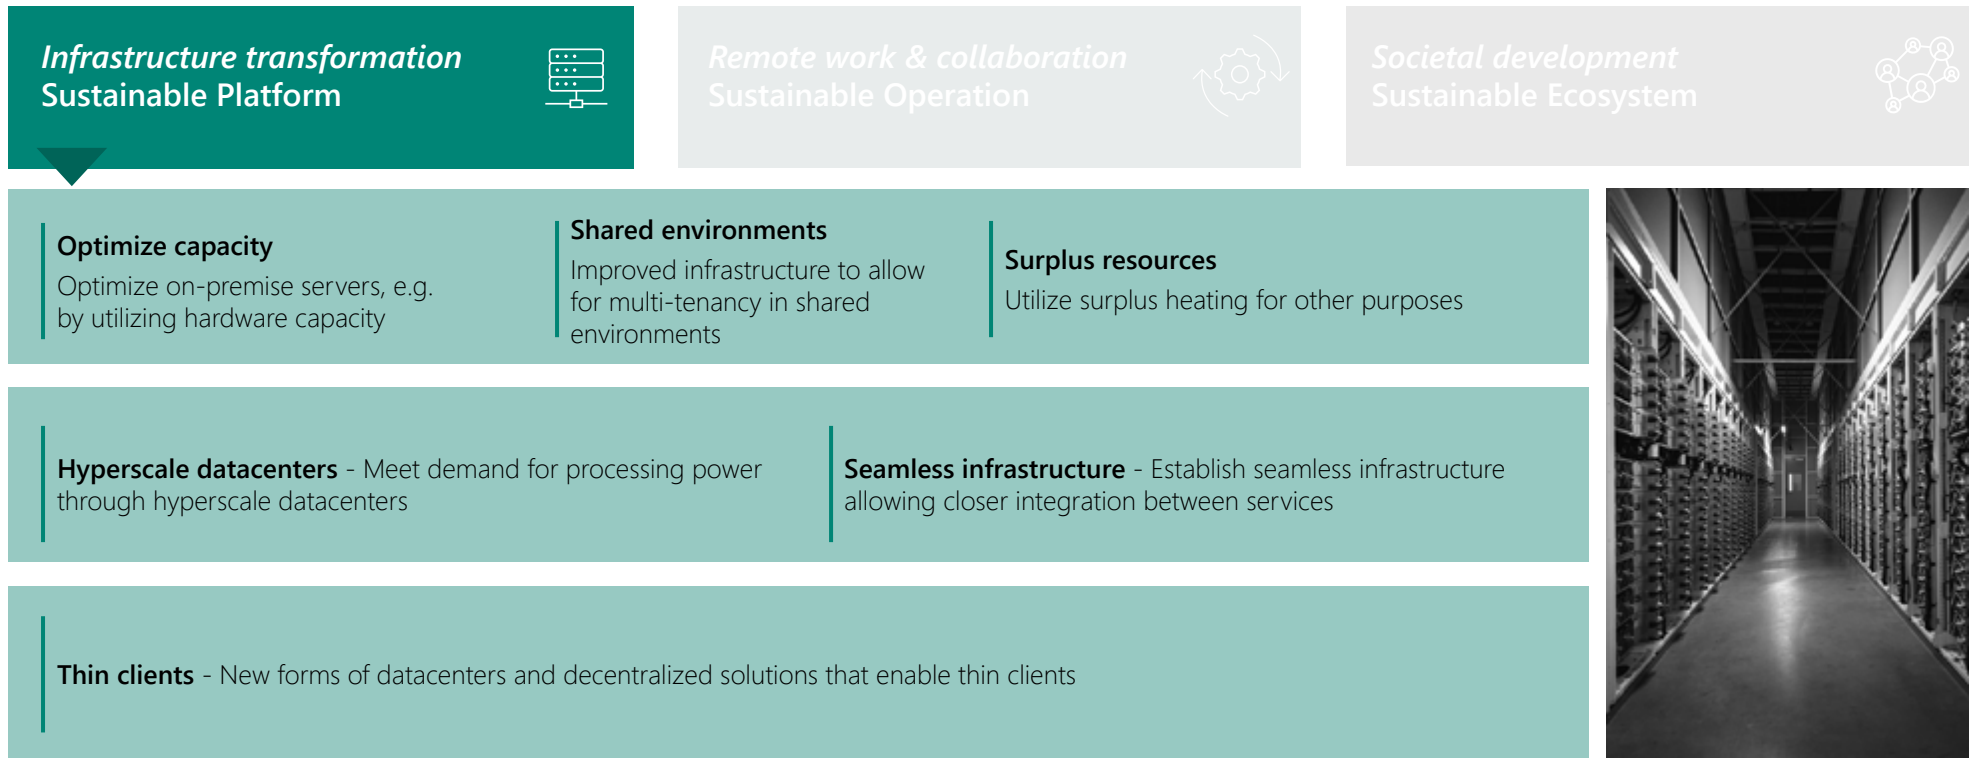 Infrastructure transformation
Sustainable Platform
Remote work & collaboration
Sustainable Operation
Societal development
Sustainable Ecosystem
Optimize capacity
Optimize on-premise servers, e.g.
by utilizing hardware capacity
Shared environments
Improved infrastructure to allow
for multi-tenancy in shared
environments
Surplus resources
Utilize surplus heating for other purposes
Hyperscale datacenters - Meet demand for processing power
through hyperscale datacenters
Seamless infrastructure - Establish seamless infrastructure
allowing closer integration between services
Thin clients - New forms of datacenters and decentralized solutions that enable thin clients